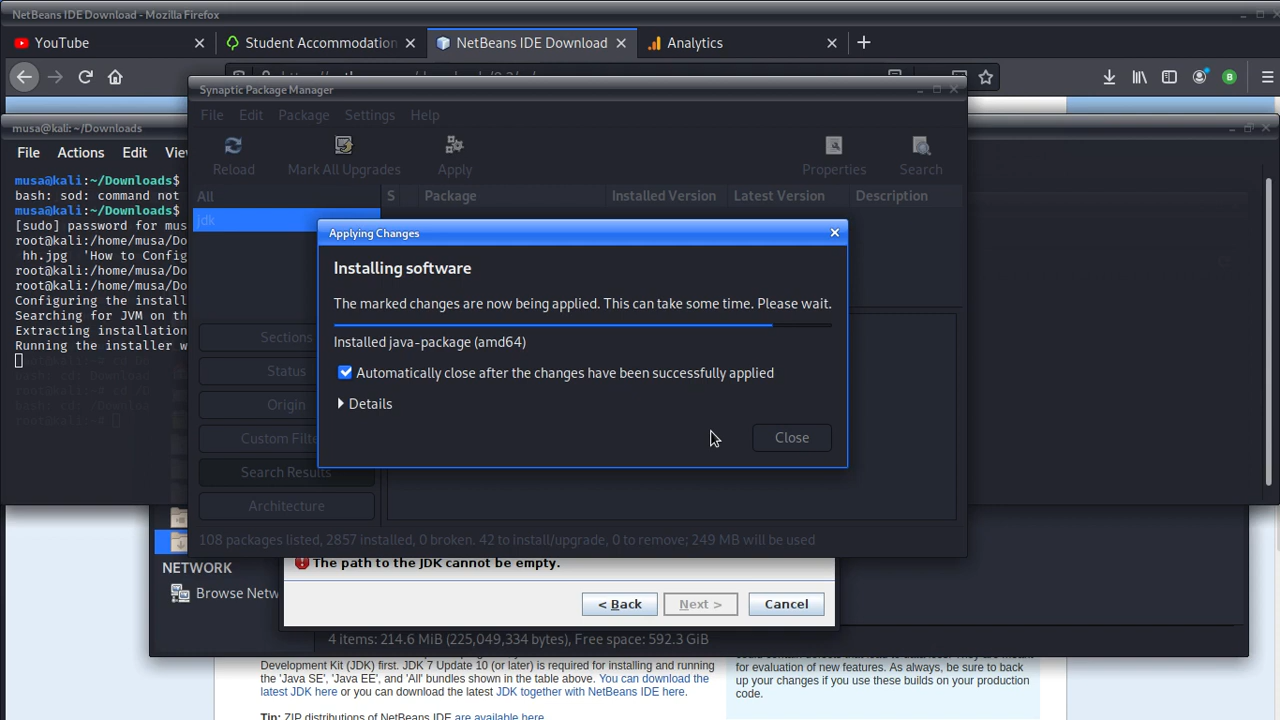 NetBeans IDE Download - Mozilla Firefox
YouTube
Student Accommodation
NetBeans IDE Download
Analytics
Synaptic Package Manager
File Edit Package Settings Help
Reload
Mark All Upgrades
Apply
Properties
Search
All
jdk
S Package Installed Version Latest Version Description
musa@kali: ~/Downloads
File Actions Edit
musa@kali:~/Downloads$
bash: sod: command not
musa@kali:~/Downloads$
[sudo] password for mus
root@kali:/home/musa/Do
hh.jpg 'How to Config
root@kali:/home/musa/Do
root@kali:/home/musa/Do
Configuring the install
Searching for JVM on th
Extracting installation
Running the installer w
Applying Changes
Installing software
The marked changes are now being applied. This can take some time. Please wait.
Installed java-package (amd64)
Automatically close after the changes have been successfully applied
Details
Close
Sections
Status
Origin
Custom Filte
Search Results
Architecture
108 packages listed, 2857 installed, 0 broken. 42 to install/upgrade, 0 to remove; 249 MB will be used
NETWORK
Browse Netw
The path to the JDK cannot be empty.
< Back
Next >
Cancel
4 items: 214.6 MiB (225,049,334 bytes), Free space: 592.3 GiB
Development Kit (JDK) first. JDK 7 Update 10 (or later) is required for installing and running
the 'Java SE', 'Java EE', and 'All' bundles shown in the table above. You can download the
latest JDK here or you can download the latest JDK together with NetBeans IDE here.
Tip: ZIP distributions of NetBeans IDE are available here
for evaluation of new features. As always, be sure to back
up your changes if you use these builds on your production
code.